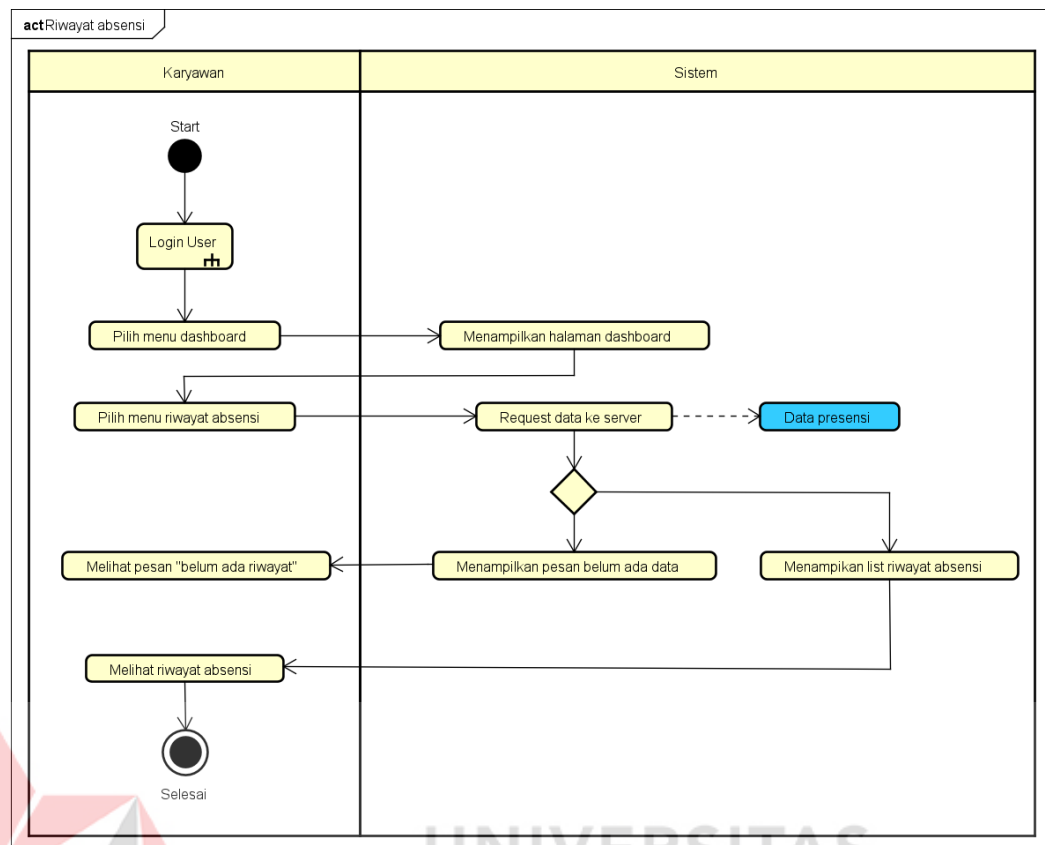 act Riwayat absensi
Karyawan
Sistem
Start
Login User
Pilih menu dashboard
Menampilkan halaman dashboard
Pilih menu riwayat absensi
Request data ke server
Data presensi
Melihat pesan "belum ada riwayat"
Menampilkan pesan belum ada data
Menampikan list riwayat absensi
Melihat riwayat absensi
Selesai
UNIVERSITAS